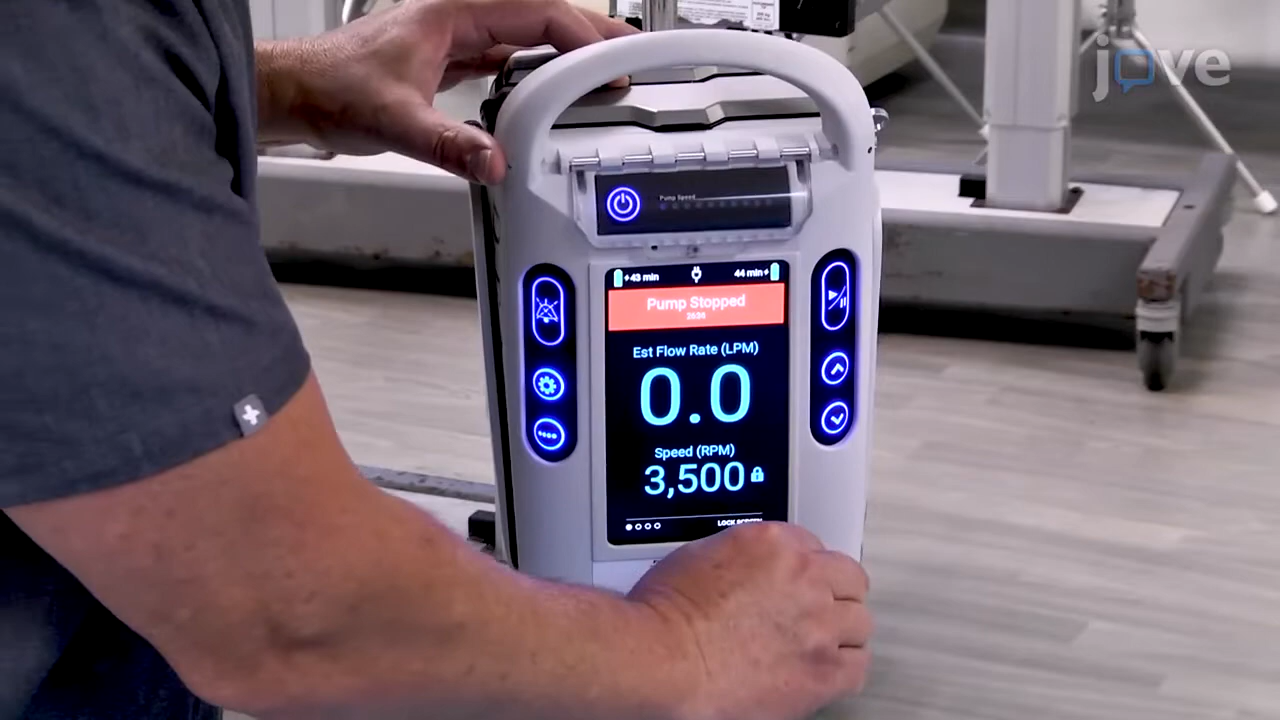 jove
Pump Speed
43 min
44 min
Pump Stopped
Est Flow Rate (LPM)
0.0
Speed (RPM)
3,500
LOCK SCREEN